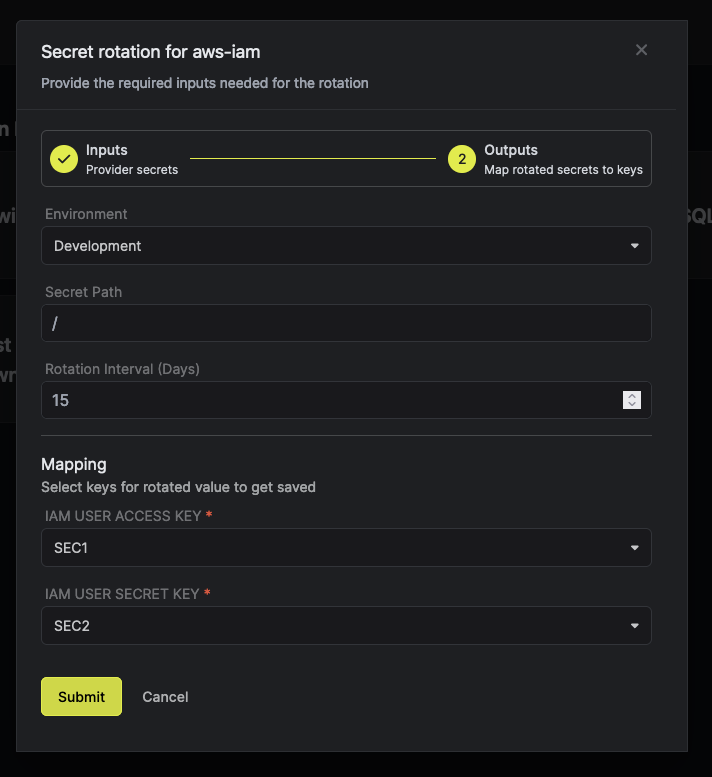 Secret rotation for aws-iam
Provide the required inputs needed for the rotation
Inputs
Provider secrets
2
Outputs
Map rotated secrets to keys
Environment
Development
Secret Path
/
Rotation Interval (Days)
15
Mapping
Select keys for rotated value to get saved
IAM USER ACCESS KEY *
SEC1
IAM USER SECRET KEY *
SEC2
Submit
Cancel